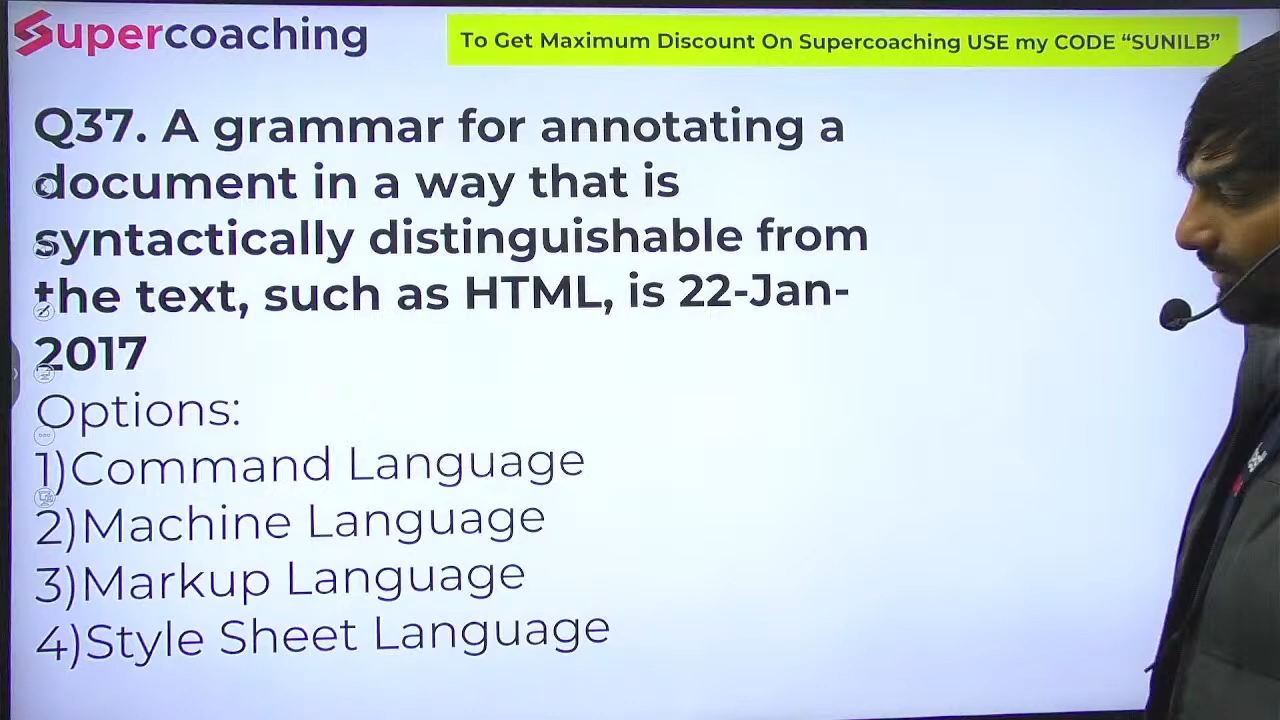 Supercoaching
To Get Maximum Discount On Supercoaching USE my CODE “SUNILB”
Q37. A grammar for annotating a
document in a way that is
syntactically distinguishable from
the text, such as HTML, is 22-Jan-
2017
Options:
1)Command Language
2)Machine Language
3)Markup Language
4)Style Sheet Language